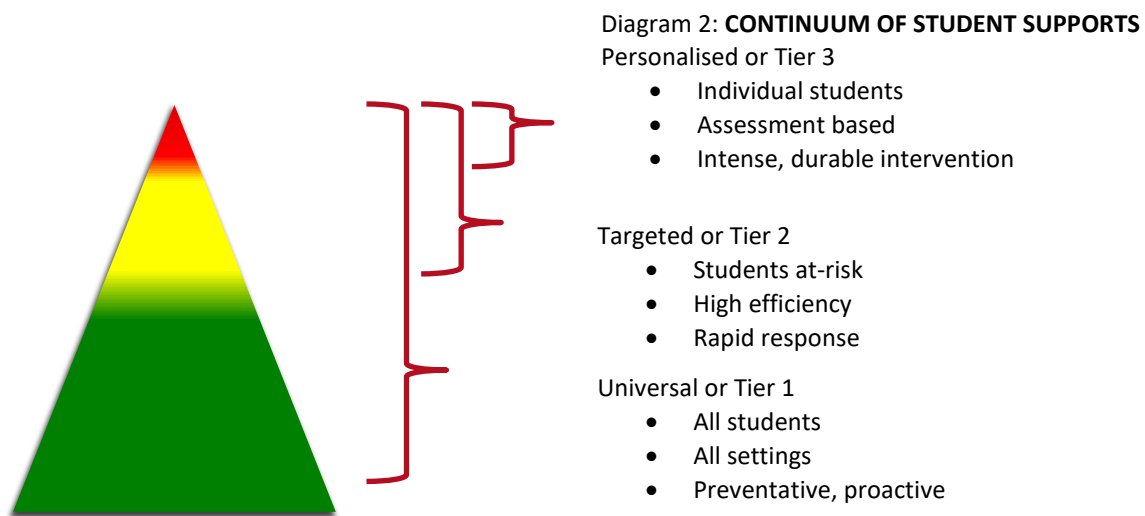 Diagram 2: CONTINUUM OF STUDENT SUPPORTS
Personalised or Tier 3
• Individual students
• Assessment based
• Intense, durable intervention
Targeted or Tier 2
• Students at-risk
• High efficiency
• Rapid response
Universal or Tier 1
• All students
• All settings
• Preventative, proactive